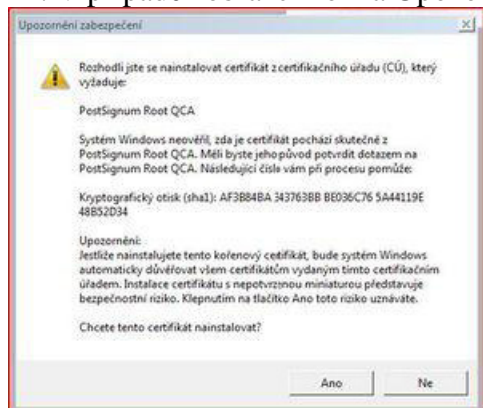 Upozornění zabezpečení
Rozhodli jste se nainstalovat certifikát z certifikačního úřadu (CÚ), který
vyžaduje:
PostSignum Root QCA
Systém Windows neověřil, zda je certifikát pochází skutečně z
PostSignum Root QCA. Měli byste jeho původ potvrdit dotazem na
PostSignum Root QCA. Následující číslo vám při procesu pomůže:
Kryptografický otisk (sha1): AF3B84BA 343763BB BE036C76 5A44119E
48B52D34
Upozornění:
Jestliže nainstalujete tento kořenový certifikát, bude systém Windows
automaticky důvěřovat všem certifikátům vydaným tímto certifikačním
úřadem. Instalace certifikátu s nepotvrzenou miniaturou představuje
bezpečnostní riziko. Klepnutím na tlačítko Ano toto riziko uznáváte.
Chcete tento certifikát nainstalovat?
Ano
Ne